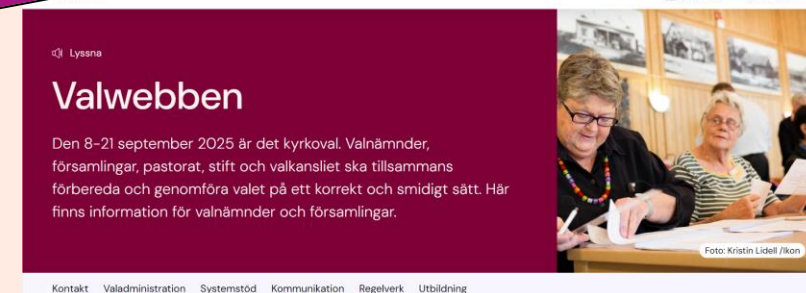 Lyssna
Valwebben
Den 8-21 september 2025 är det kyrkoval. Valnämnder,
församlingar, pastorat, stift och valkansliet ska tillsammans
förbereda och genomföra valet på ett korrekt och smidigt sätt. Här
finns information för valnämnder och församlingar.
Foto: Kristin Lidell /Ikon
Kontakt Valadministration Systemstöd Kommunikation Regelverk Utbildning